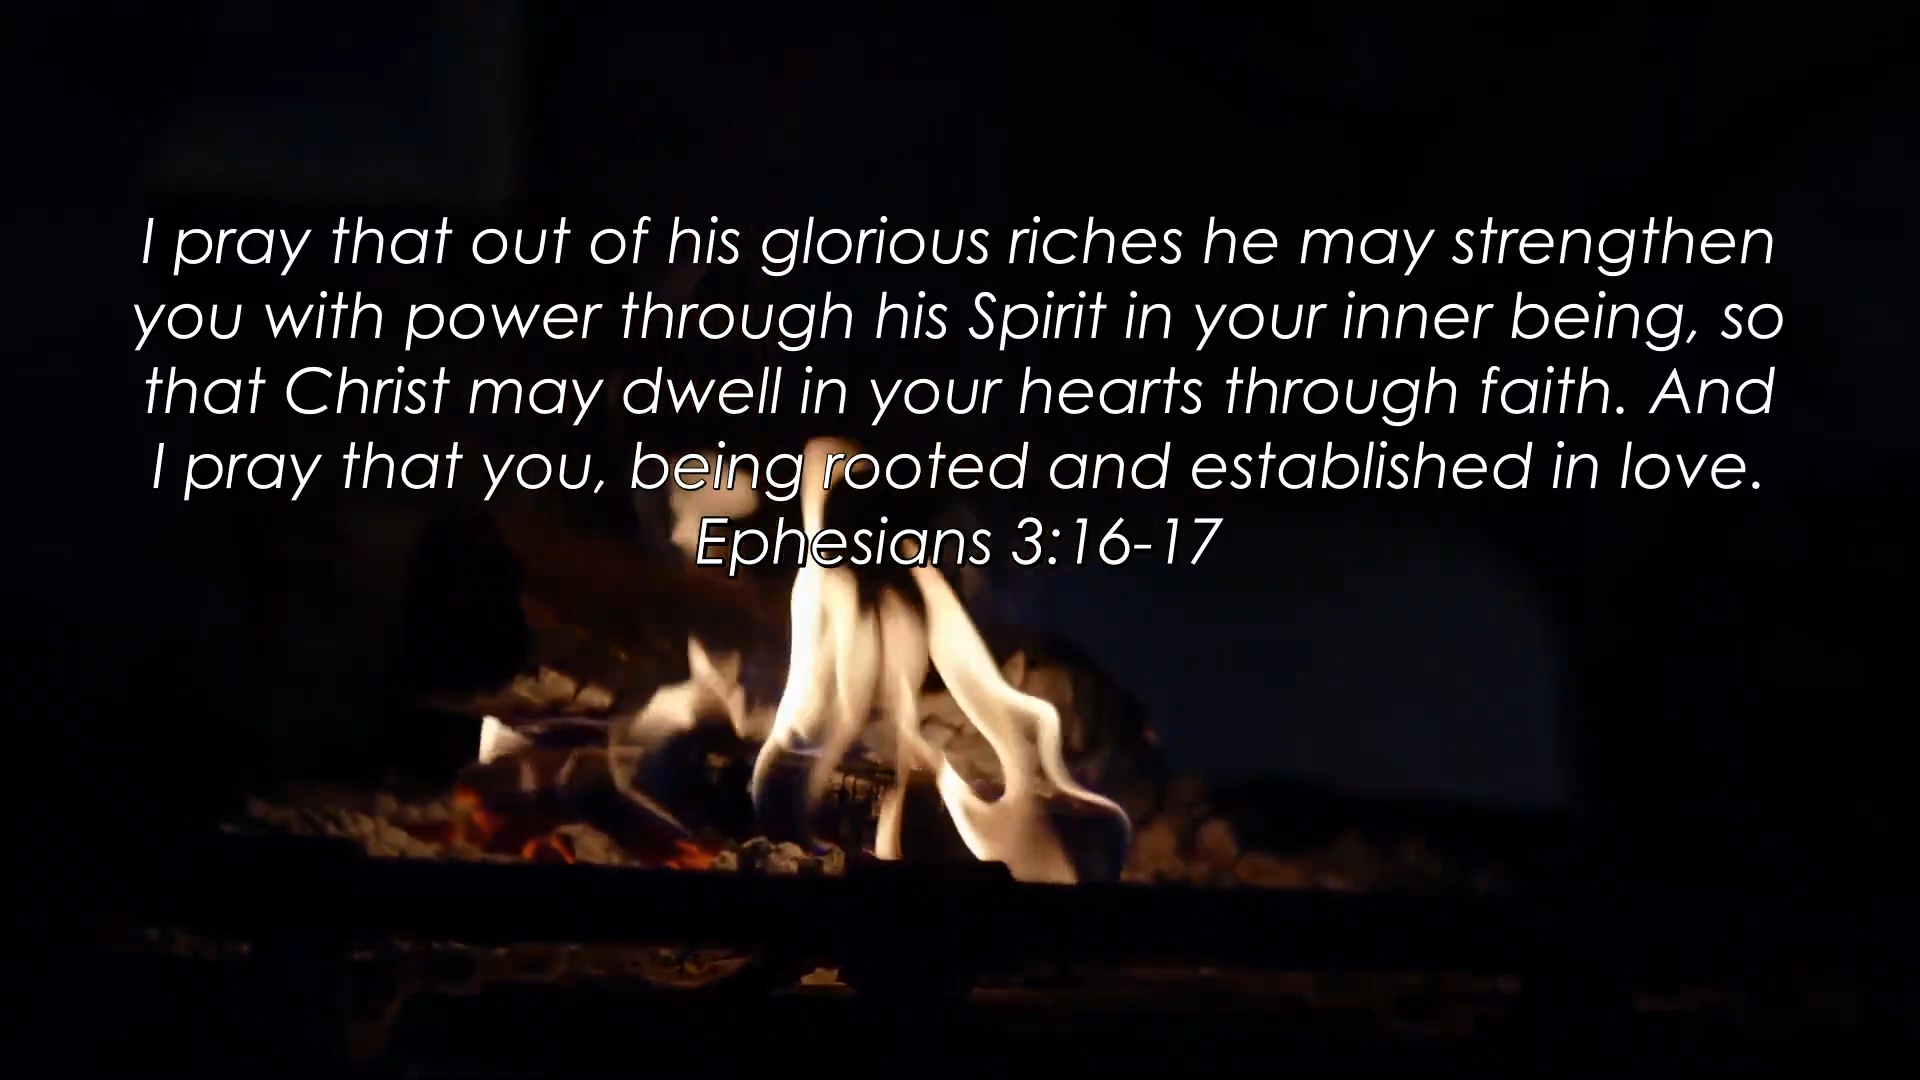 I pray that out of his glorious riches he may strengthen
you with power through his Spirit in your inner being, so
that Christ may dwell in your hearts through faith. And
I pray that you, being rooted and established in love.
Ephesians 3:16-17